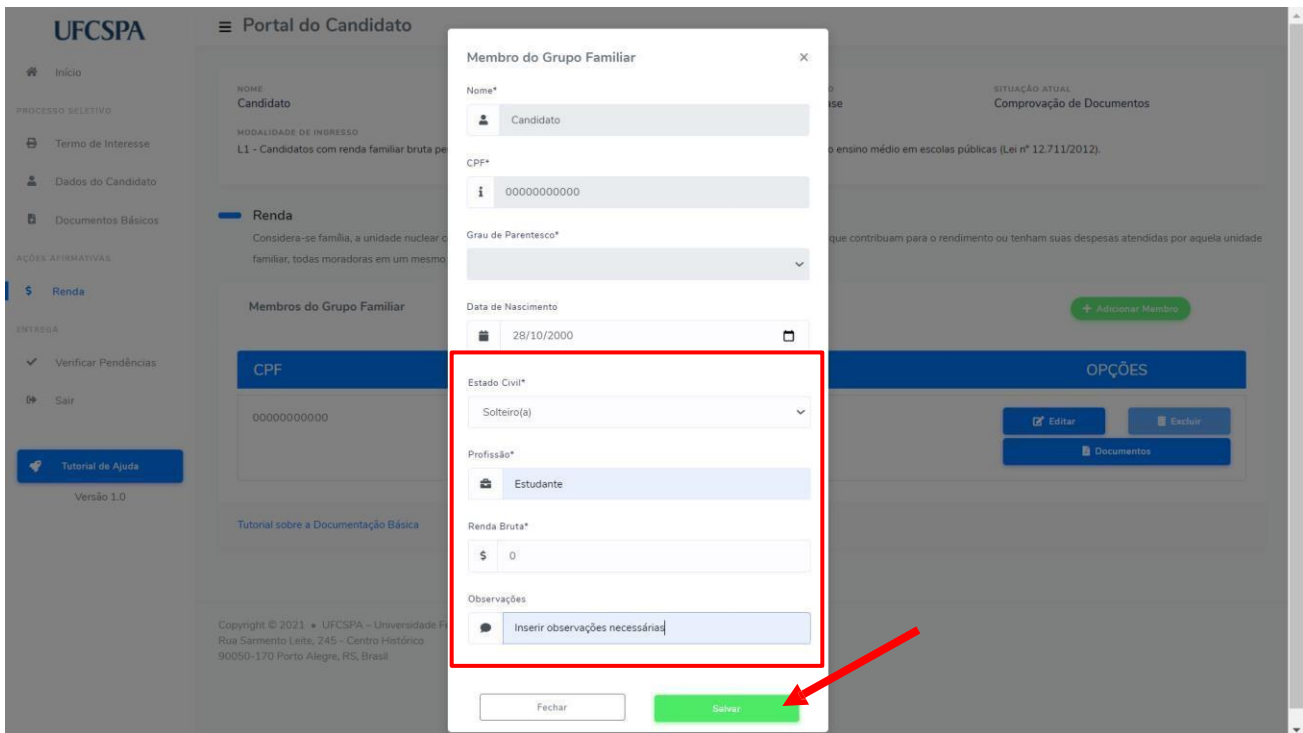 UFCSPA
Portal do Candidato
Início
PROCESSO SELETIVO
Termo de Interesse
Dados do Candidato
Documentos Básicos
AÇÕES AFIRMATIVAS
Renda
ENTREGA
Verificar Pendências
Sair
Tutorial de Ajuda
Versão 1.0
NOME
Candidato
SITUAÇÃO ATUAL
Comprovação de Documentos
MODALIDADE DE INGRESSO
L1 - Candidatos com renda familiar bruta pe
o ensino médio em escolas públicas (Lei nº 12.711/2012).
Renda
Considera-se família, a unidade nuclear c
que contribuam para o rendimento ou tenham suas despesas atendidas por aquela unidade
familiar, todas moradoras em um mesmo
Membros do Grupo Familiar
+ Adicionar Membro
CPF
OPÇÕES
00000000000
Editar
Excluir
Documentos
Tutorial sobre a Documentação Básica
Copyright © 2021 • UFCSPA – Universidade Fe
Rua Sarmento Leite, 245 - Centro Histórico
90050-170 Porto Alegre, RS, Brasil
Membro do Grupo Familiar
×
Nome*
Candidato
CPF*
00000000000
Grau de Parentesco*
Data de Nascimento
28/10/2000
Estado Civil*
Solteiro(a)
Profissão*
Estudante
Renda Bruta*
$ 0
Observações
Inserir observações necessárias
Fechar
Salvar